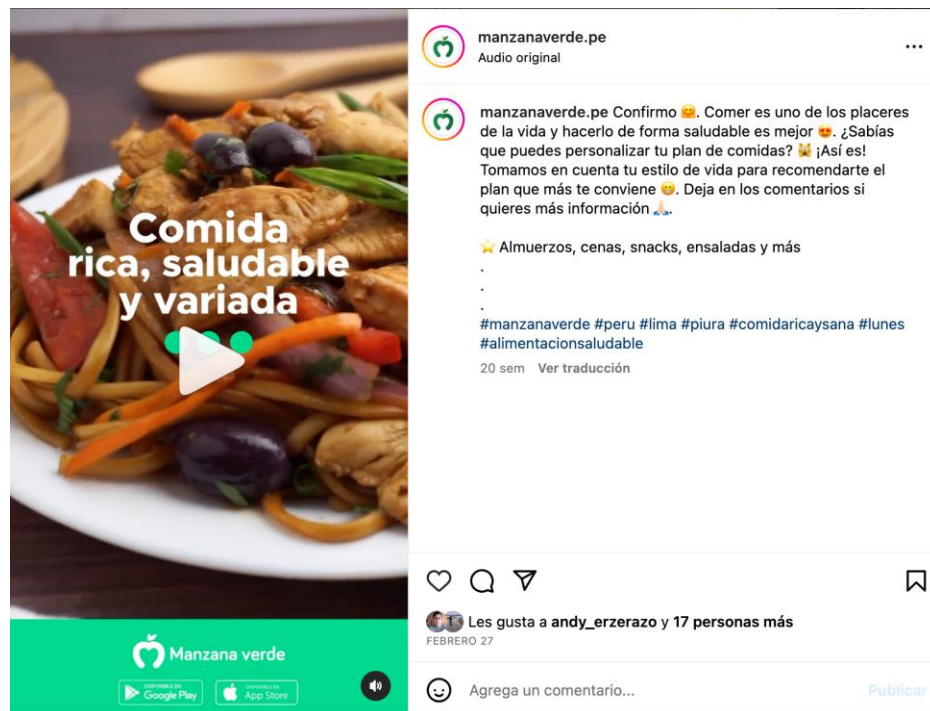 Comida
rica, saludable
y variada
Manzana verde
DISPONIBLE EN
Google Play
DISPONIBLE EN
App Store
manzanaverde.pe
Audio original
manzanaverde.pe Confirmo 🤗. Comer es uno de los placeres
de la vida y hacerlo de forma saludable es mejor 😍. ¿Sabías
que puedes personalizar tu plan de comidas? 🙀 ¡Así es!
Tomamos en cuenta tu estilo de vida para recomendarte el
plan que más te conviene 😁. Deja en los comentarios si
quieres más información 🙏🏻.
⭐ Almuerzos, cenas, snacks, ensaladas y más
.
.
.
#manzanaverde #peru #lima #piura #comidaricaysana #lunes
#alimentacionsaludable
20 sem Ver traducción
Les gusta a andy_erzerazo y 17 personas más
FEBRERO 27
Agrega un comentario...
Publicar